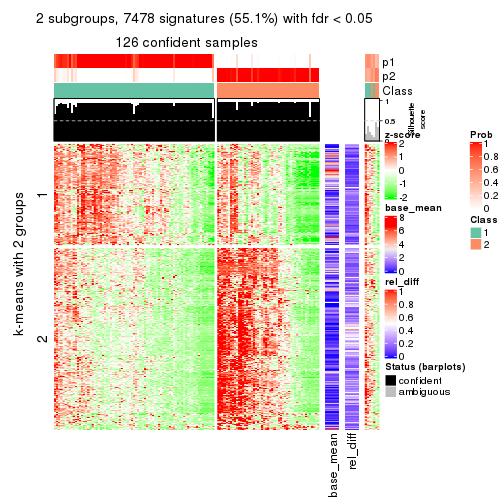 2 subgroups, 7478 signatures (55.1%) with fdr < 0.05
126 confident samples
p1
p2
Class
1
0.5
0
Silhouette
score
k-means with 2 groups
1
2
base_mean
rel_diff
z-score
2
1
0
-1
-2
base_mean
8
6
4
2
0
rel_diff
1
0.8
0.6
0.4
0.2
0
Status (barplots)
confident
ambiguous
Prob
1
0.8
0.6
0.4
0.2
0
Class
1
2